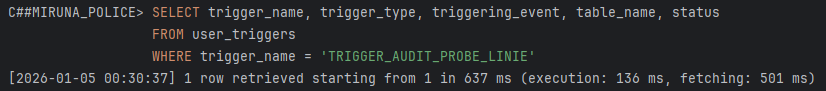 C##MIRUNA_POLICE> SELECT trigger_name, trigger_type, triggering_event, table_name, status
FROM user_triggers
WHERE trigger_name = 'TRIGGER_AUDIT_PROBE_LINIE'
[2026-01-05 00:30:37] 1 row retrieved starting from 1 in 637 ms (execution: 136 ms, fetching: 501 ms)